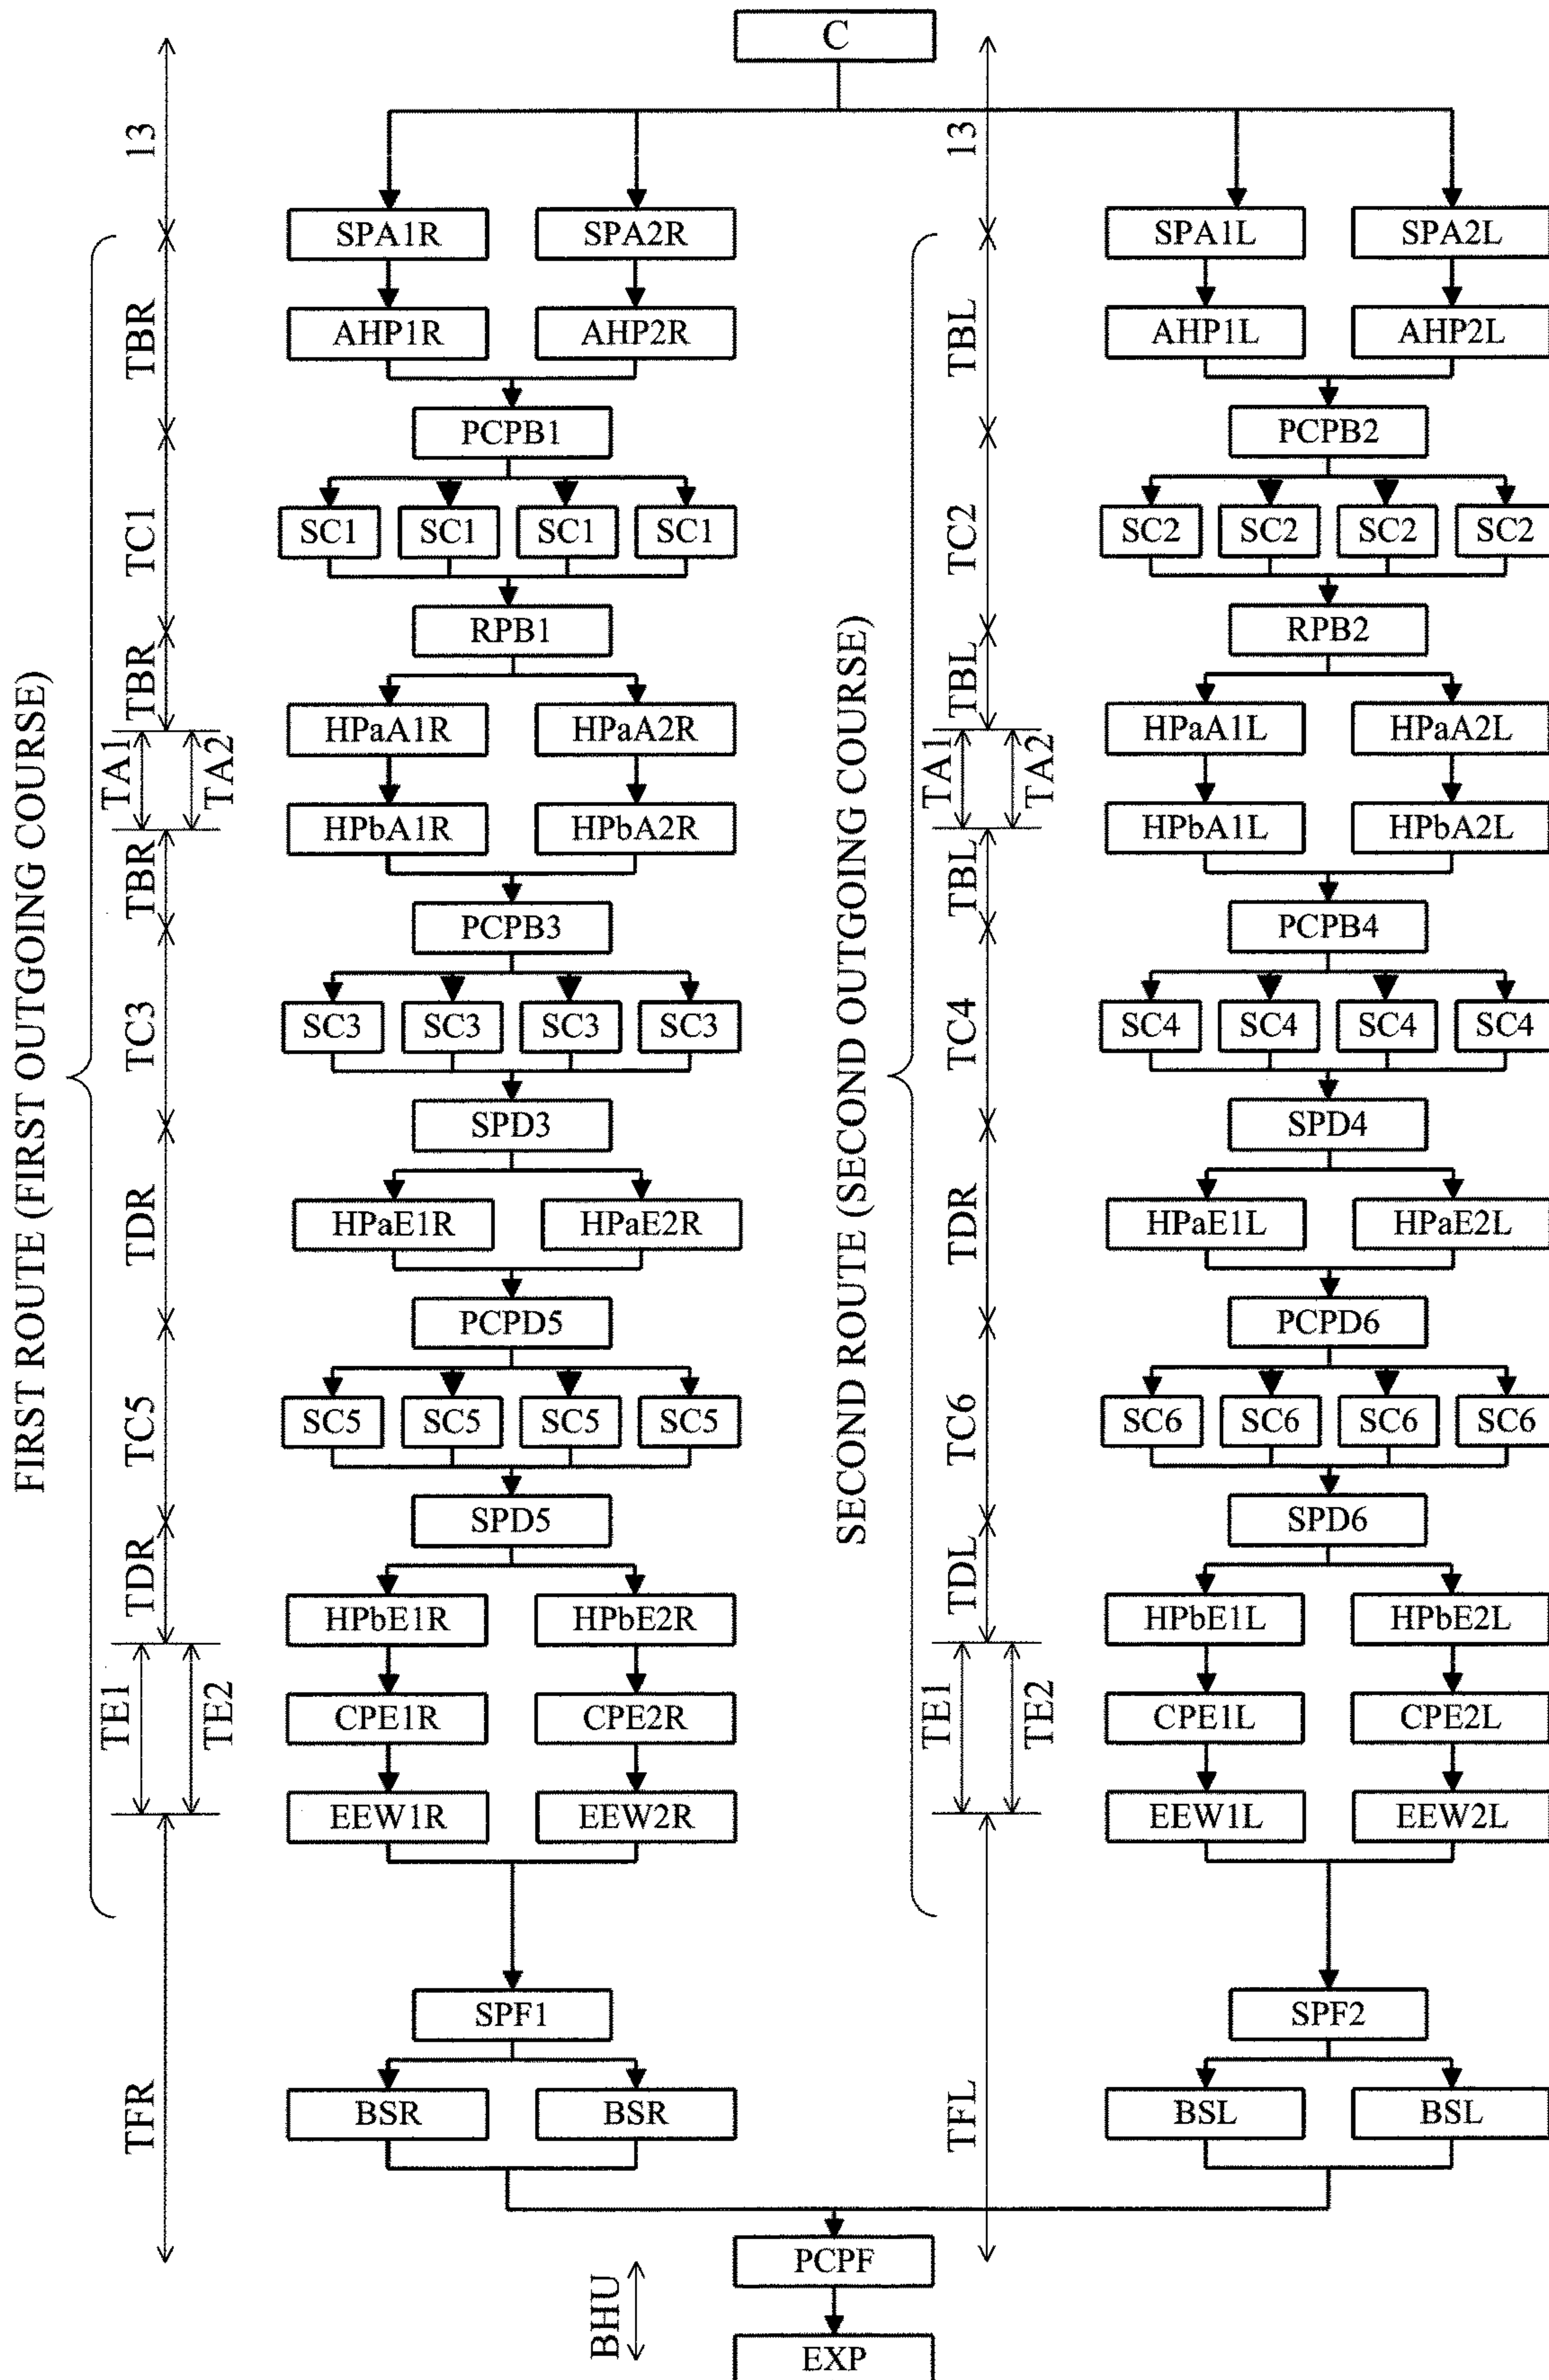 C
13
13
SPA1R SPA2R
SPA1L SPA2L
FIRST ROUTE (FIRST OUTGOING COURSE)
SECOND ROUTE (SECOND OUTGOING COURSE)
TBR
AHP1R AHP2R
TBL
AHP1L AHP2L
PCPB1
PCPB2
TC1
SC1 SC1 SC1 SC1
TC2
SC2 SC2 SC2 SC2
RPB1
RPB2
TBR
TBL
HPaA1R HPaA2R
HPaA1L HPaA2L
TA1 TA2
TA1 TA2
HPbA1R HPbA2R
HPbA1L HPbA2L
TBR
TBL
PCPB3
PCPB4
TC3
SC3 SC3 SC3 SC3
TC4
SC4 SC4 SC4 SC4
SPD3
SPD4
TDR
HPaE1R HPaE2R
TDR
HPaE1L HPaE2L
PCPD5
PCPD6
TC5
SC5 SC5 SC5 SC5
TC6
SC6 SC6 SC6 SC6
SPD5
SPD6
TDR
HPbE1R HPbE2R
TDL
HPbE1L HPbE2L
TE1 TE2
CPE1R CPE2R
TE1 TE2
CPE1L CPE2L
EEW1R EEW2R
EEW1L EEW2L
SPF1
SPF2
TFR
BSR BSR
TFL
BSL BSL
PCPF
BHU
EXP